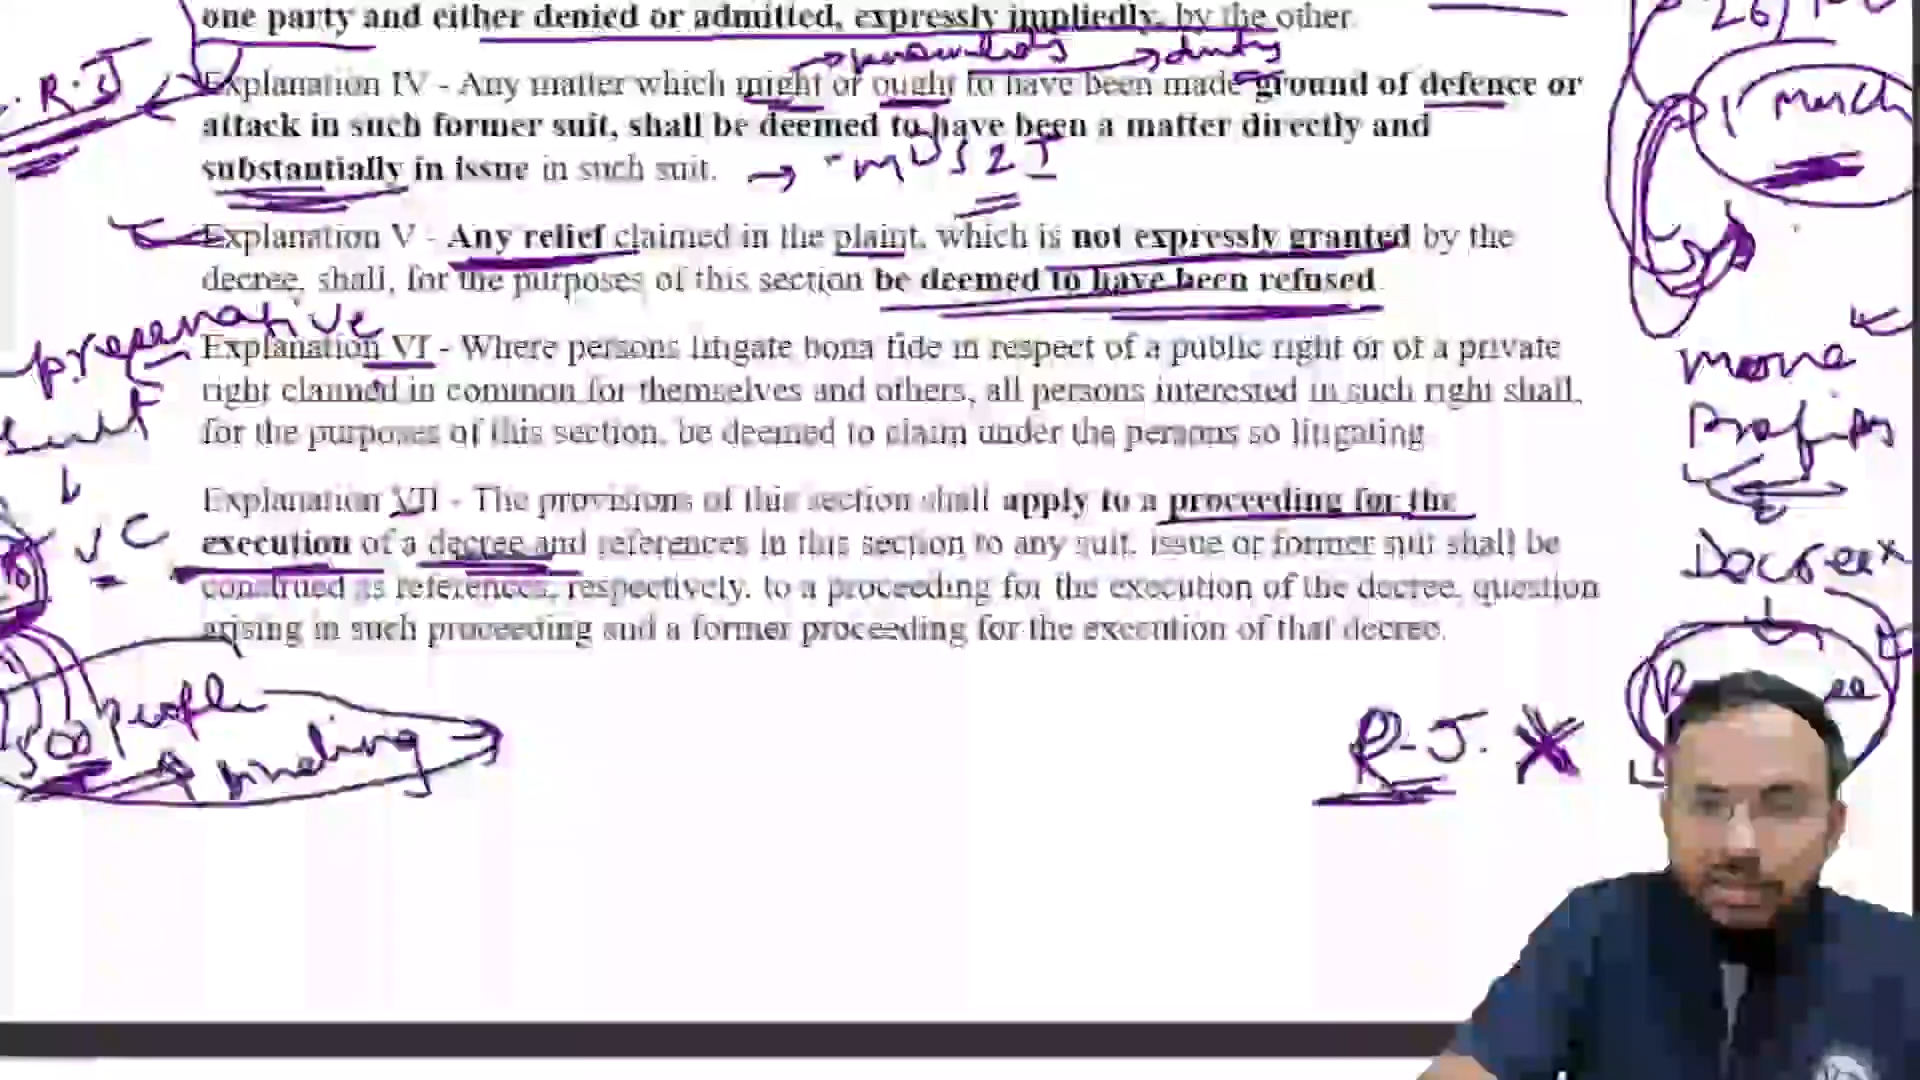 one party and either denied or admitted, expressly impliedly, by the other.
Explanation IV - Any matter which might or ought to have been made ground of defence or
attack in such former suit, shall be deemed to have been a matter directly and
substantially in issue in such suit.
Explanation V - Any relief claimed in the plaint, which is not expressly granted by the
decree, shall, for the purposes of this section be deemed to have been refused.
Explanation VI - Where persons litigate bona fide in respect of a public right or of a private
right claimed in common for themselves and others, all persons interested in such right shall,
for the purposes of this section, be deemed to claim under the persons so litigating
Explanation VII - The provisions of this section shall apply to a proceeding for the
execution of a decree and references in this section to any suit, issue or former suit shall be
construed as references, respectively, to a proceeding for the execution of the decree, question
arising in such proceeding and a former proceeding for the execution of that decree.
R.J
26
1 March
Suit
500 people
binding
R.J.